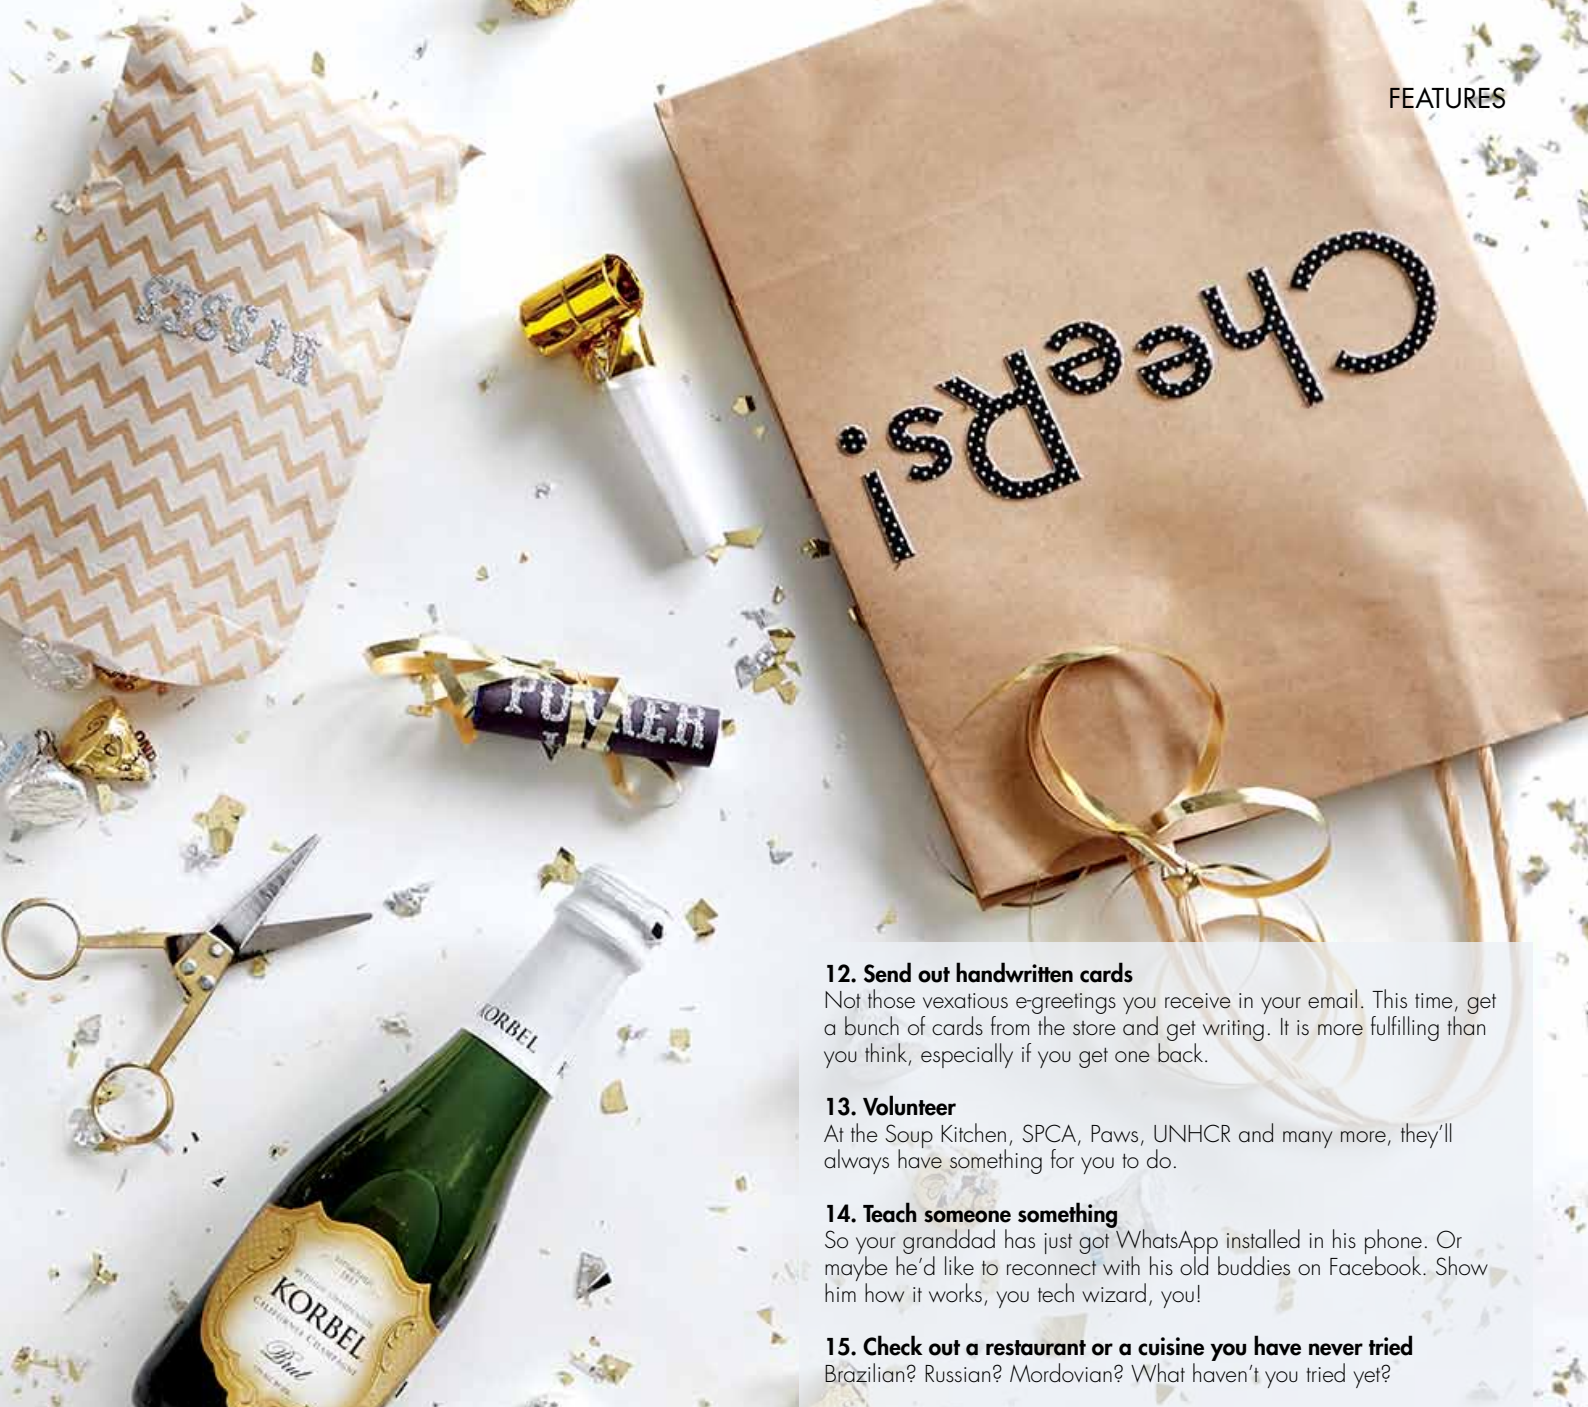 FEATURES
KISSES
CheeRs!
PUCKER
KORBEL
KORBEL
CALIFORNIA CHAMPAGNE
Brut
12. Send out handwritten cards
Not those vexatious e-greetings you receive in your email. This time, get
a bunch of cards from the store and get writing. It is more fulfilling than
you think, especially if you get one back.
13. Volunteer
At the Soup Kitchen, SPCA, Paws, UNHCR and many more, they’ll
always have something for you to do.
14. Teach someone something
So your granddad has just got WhatsApp installed in his phone. Or
maybe he’d like to reconnect with his old buddies on Facebook. Show
him how it works, you tech wizard, you!
15. Check out a restaurant or a cuisine you have never tried
Brazilian? Russian? Mordovian? What haven’t you tried yet?